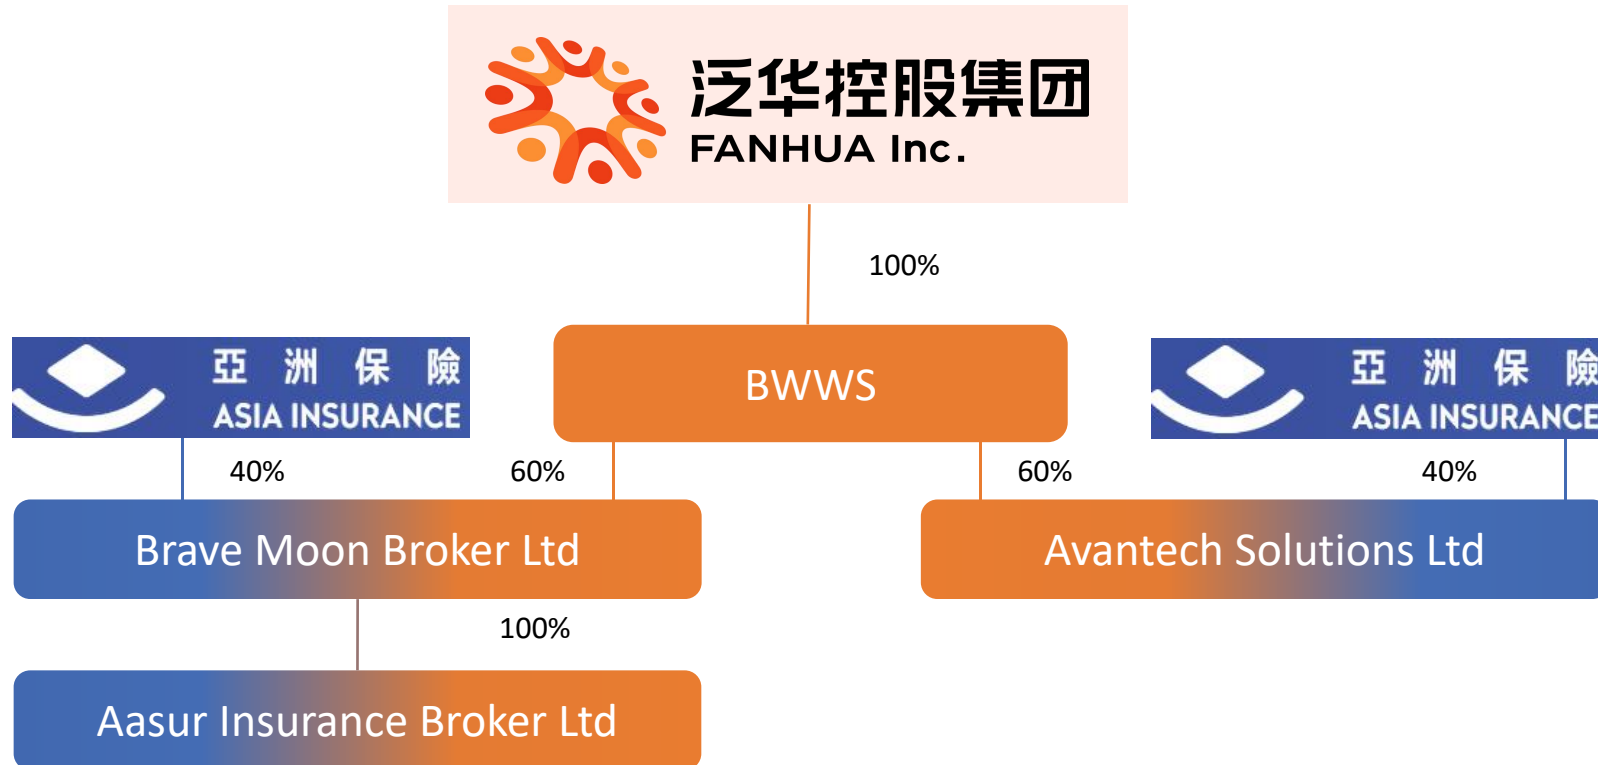 泛华控股集团
FANHUA Inc.
100%
亞洲保險
ASIA INSURANCE
BWWS
亞洲保險
ASIA INSURANCE
40%
60%
60%
40%
Brave Moon Broker Ltd
Avantech Solutions Ltd
100%
Aasur Insurance Broker Ltd